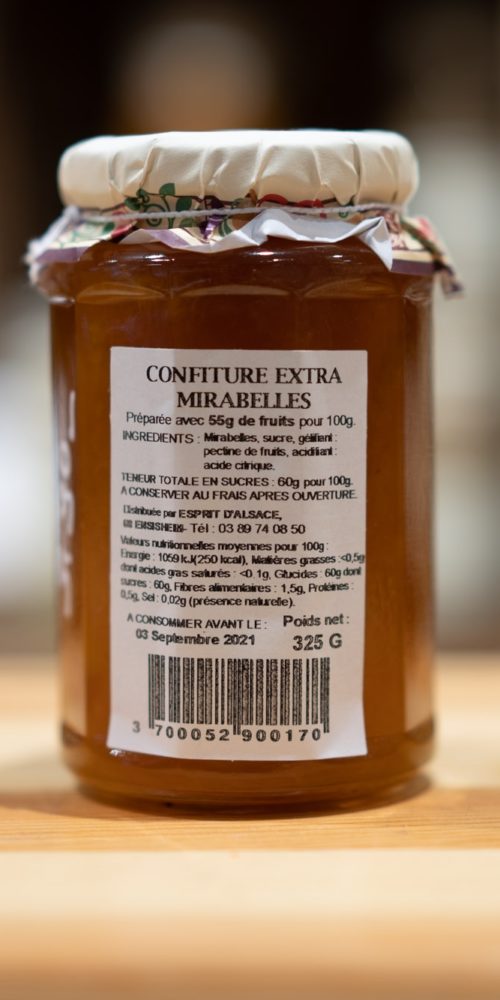 CONFITURE EXTRA
MIRABELLES
Préparée avec 55g de fruits pour 100g.
INGREDIENTS : Mirabelles, sucre, gélifiant :
pectine de fruits, acidifiant :
acide citrique.
TENEUR TOTALE EN SUCRES : 60g pour 100g.
A CONSERVER AU FRAIS APRES OUVERTURE.
Distribuée par ESPRIT D'ALSACE,
ENSISHEIM- Tél : 03 89 74 08 50
Valeurs nutritionnelles moyennes pour 100g :
Energie : 1059 kJ(250 kcal), Matières grasses :<0,5g
dont acides gras saturés : <0.1g, Glucides : 60g dont
sucres : 60g, Fibres alimentaires : 1,5g, Protéines :
0,5g, Sel : 0,02g (présence naturelle).
A CONSOMMER AVANT LE : Poids net :
03 Septembre 2021 325 G
3 700052 900170